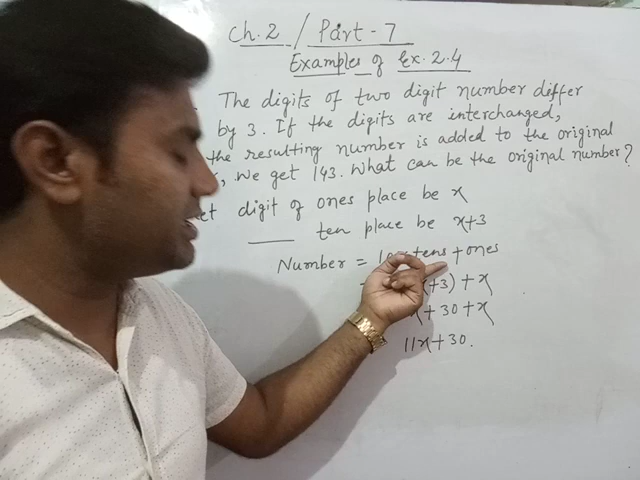 Ch.2 / Part-7
Examples of Ex. 2.4
The digits of two digit number differ
by 3. If the digits are interchanged,
the resulting number is added to the original
, we get 143. What can be the original number?
digit of ones place be x
ten place be x+3
Number = tens + ones
+3) + x
+ 30 + x
11x+30.